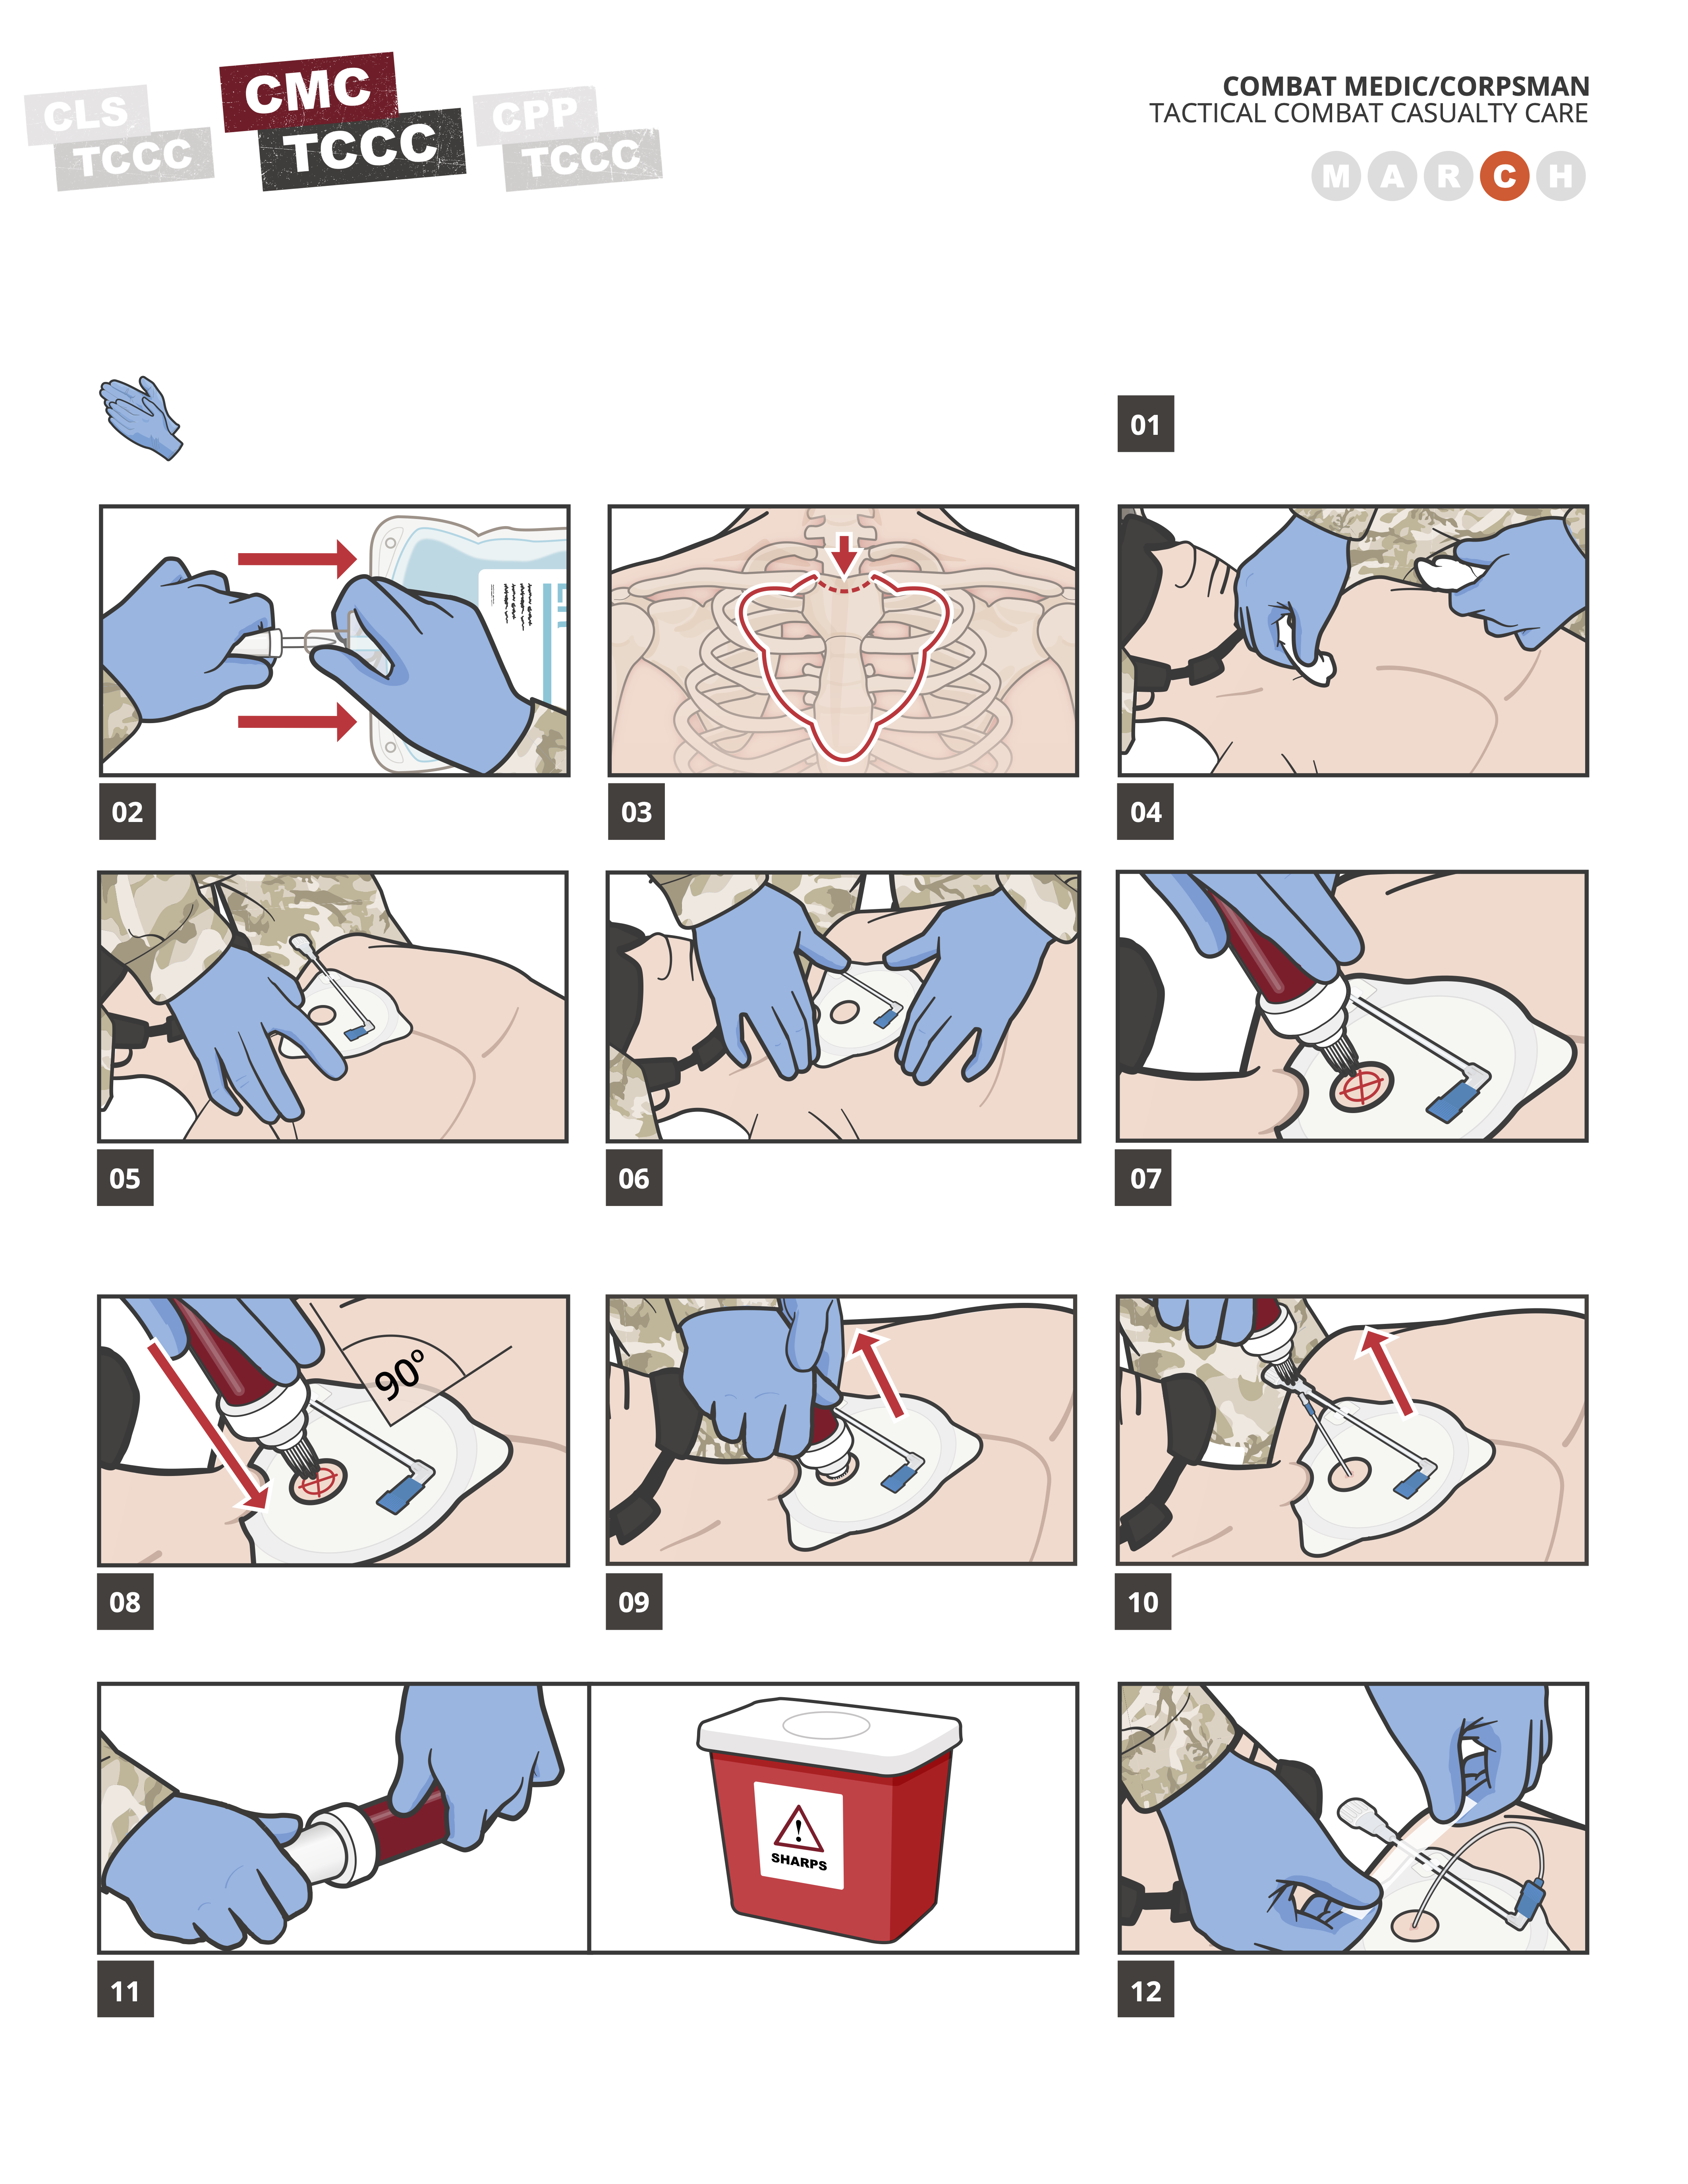 CLS
TCCC
CMC
TCCC
CPP
TCCC
COMBAT MEDIC/CORPSMAN
TACTICAL COMBAT CASUALTY CARE
M A R C H
01
02
03
04
05
06
07
90°
08
09
10
!
SHARPS
11
12